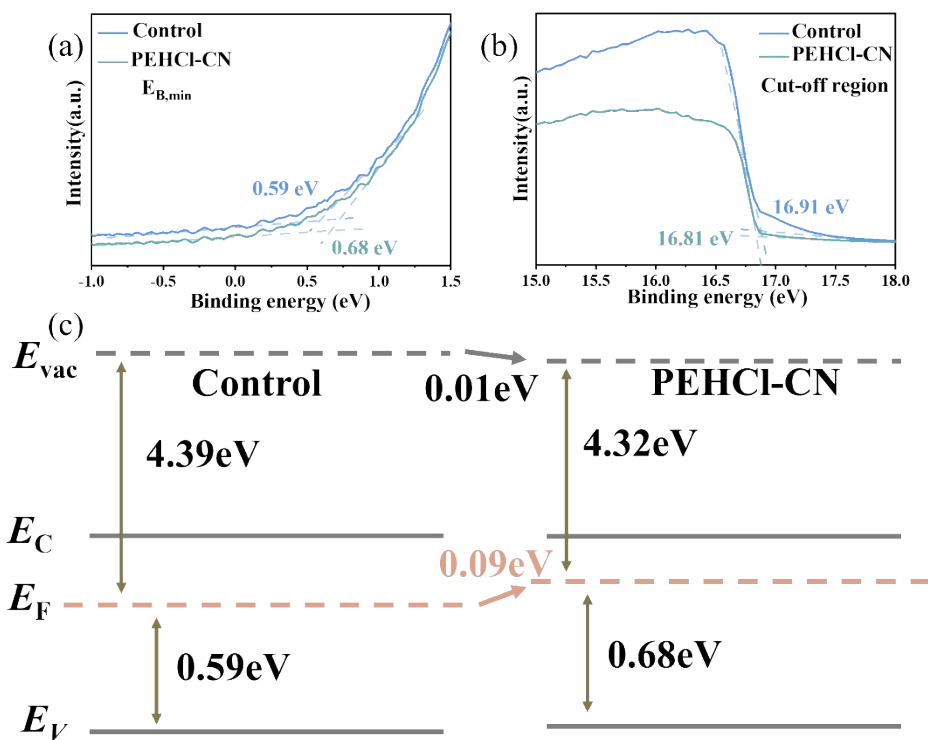 (a)
Control
PEHCl-CN
E_B,min
0.59 eV
0.68 eV
Intensity(a.u.)
-1.0 -0.5 0.0 0.5 1.0 1.5
Binding energy (eV)
(b)
Control
PEHCl-CN
Cut-off region
16.91 eV
16.81 eV
Intensity(a.u.)
15.0 15.5 16.0 16.5 17.0 17.5 18.0
Binding energy (eV)
(c)
E_vac
Control
0.01eV
PEHCl-CN
4.39eV
4.32eV
E_C
0.09eV
E_F
0.59eV
0.68eV
E_V